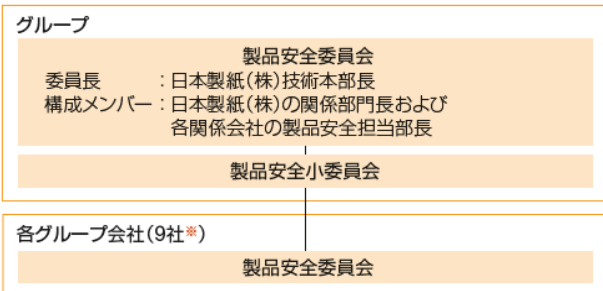 グループ
製品安全委員会
委員長　　　：日本製紙(株)技術本部長
構成メンバー：日本製紙(株)の関係部門長および
各関係会社の製品安全担当部長
製品安全小委員会
各グループ会社(9社※)
製品安全委員会